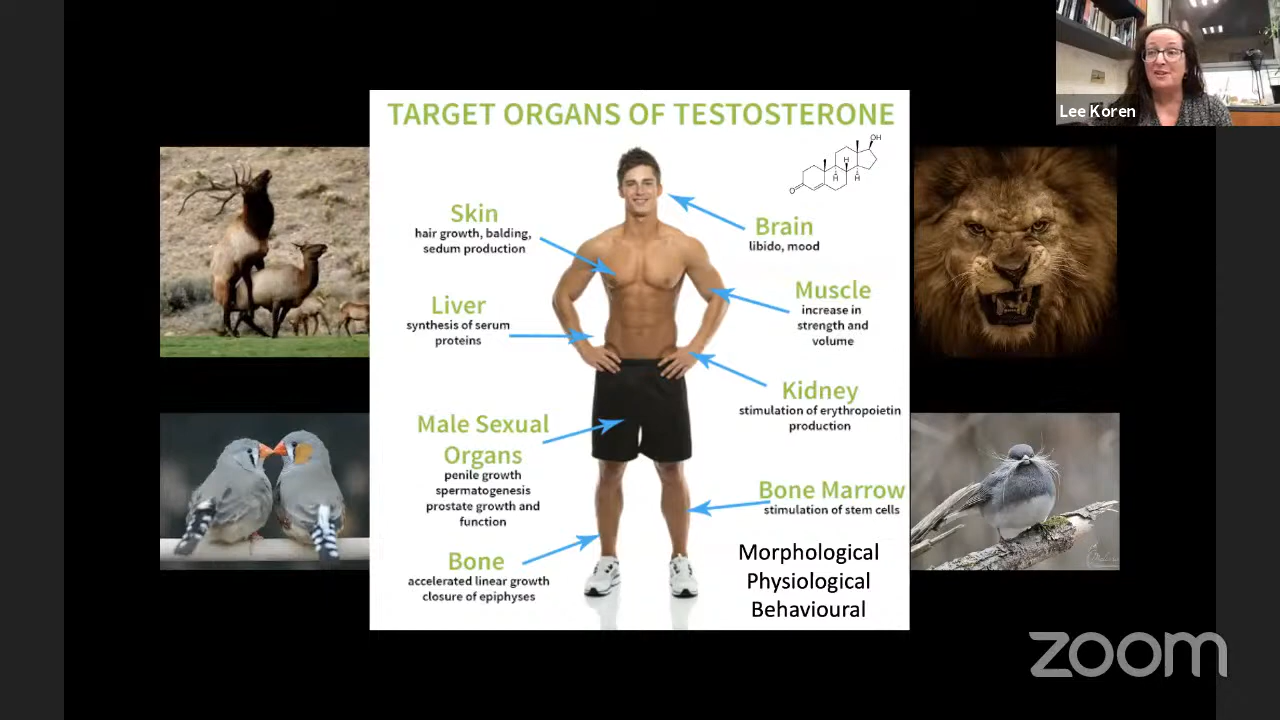 TARGET ORGANS OF TESTOSTERONE
Lee Koren
OH
H
H
H
O
Skin
hair growth, balding,
sedum production
Brain
libido, mood
Liver
synthesis of serum
proteins
Muscle
increase in
strength and
volume
Kidney
stimulation of erythropoietin
production
Male Sexual
Organs
penile growth
spermatogenesis
prostate growth and
function
Bone Marrow
stimulation of stem cells
Bone
accelerated linear growth
closure of epiphyses
Morphological
Physiological
Behavioural
zoom